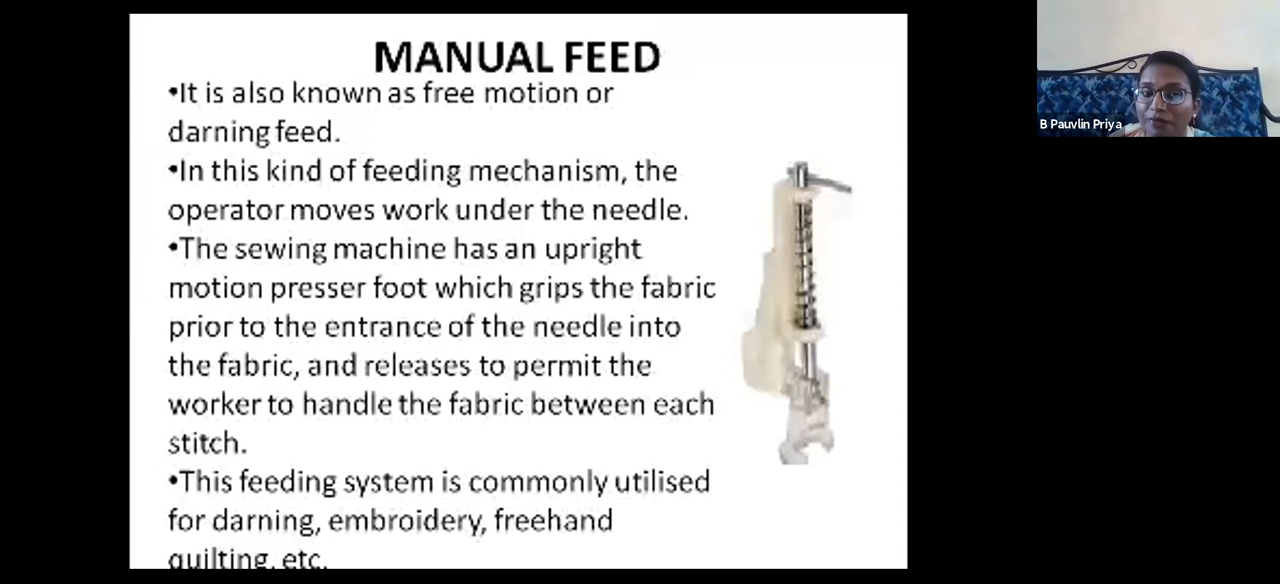 MANUAL FEED
•It is also known as free motion or
darning feed.
•In this kind of feeding mechanism, the
operator moves work under the needle.
•The sewing machine has an upright
motion presser foot which grips the fabric
prior to the entrance of the needle into
the fabric, and releases to permit the
worker to handle the fabric between each
stitch.
•This feeding system is commonly utilised
for darning, embroidery, freehand
quilting, etc.
B Pauvlin Priya